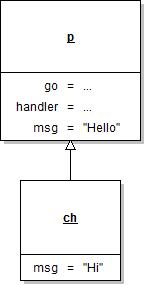 p
go = ...
handler = ...
msg = "Hello"
ch
msg = "Hi"